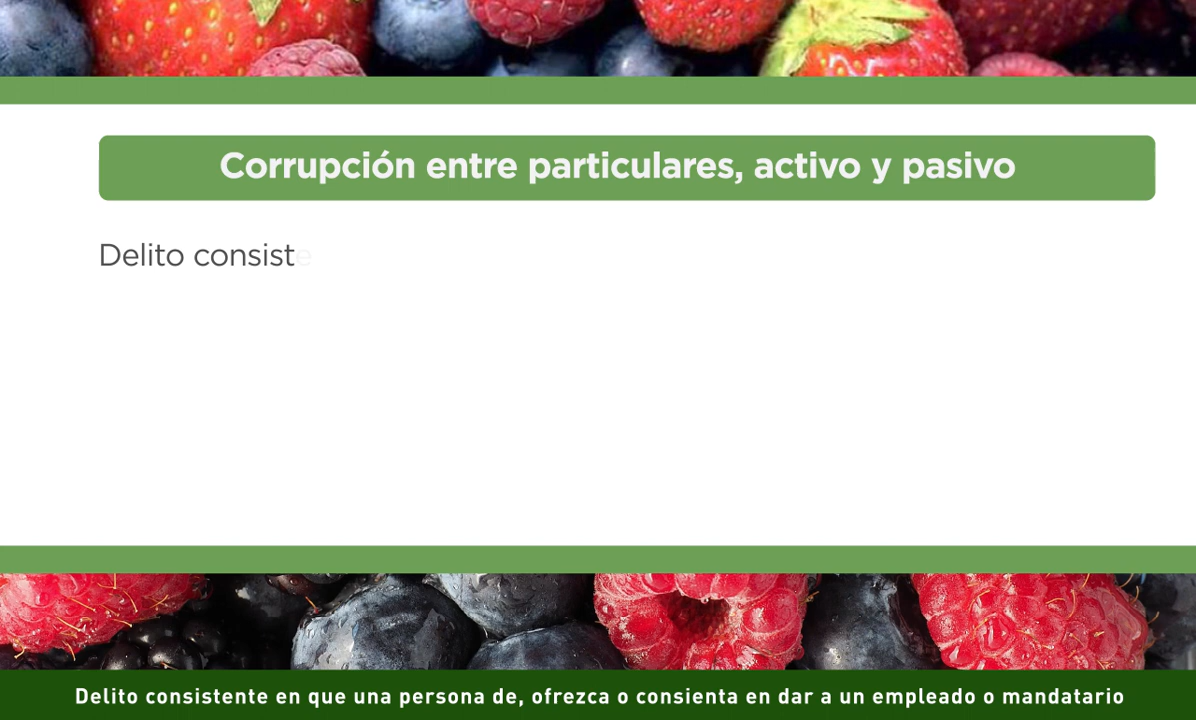 Corrupción entre particulares, activo y pasivo
Delito consiste
Delito consistente en que una persona de, ofrezca o consienta en dar a un empleado o mandatario